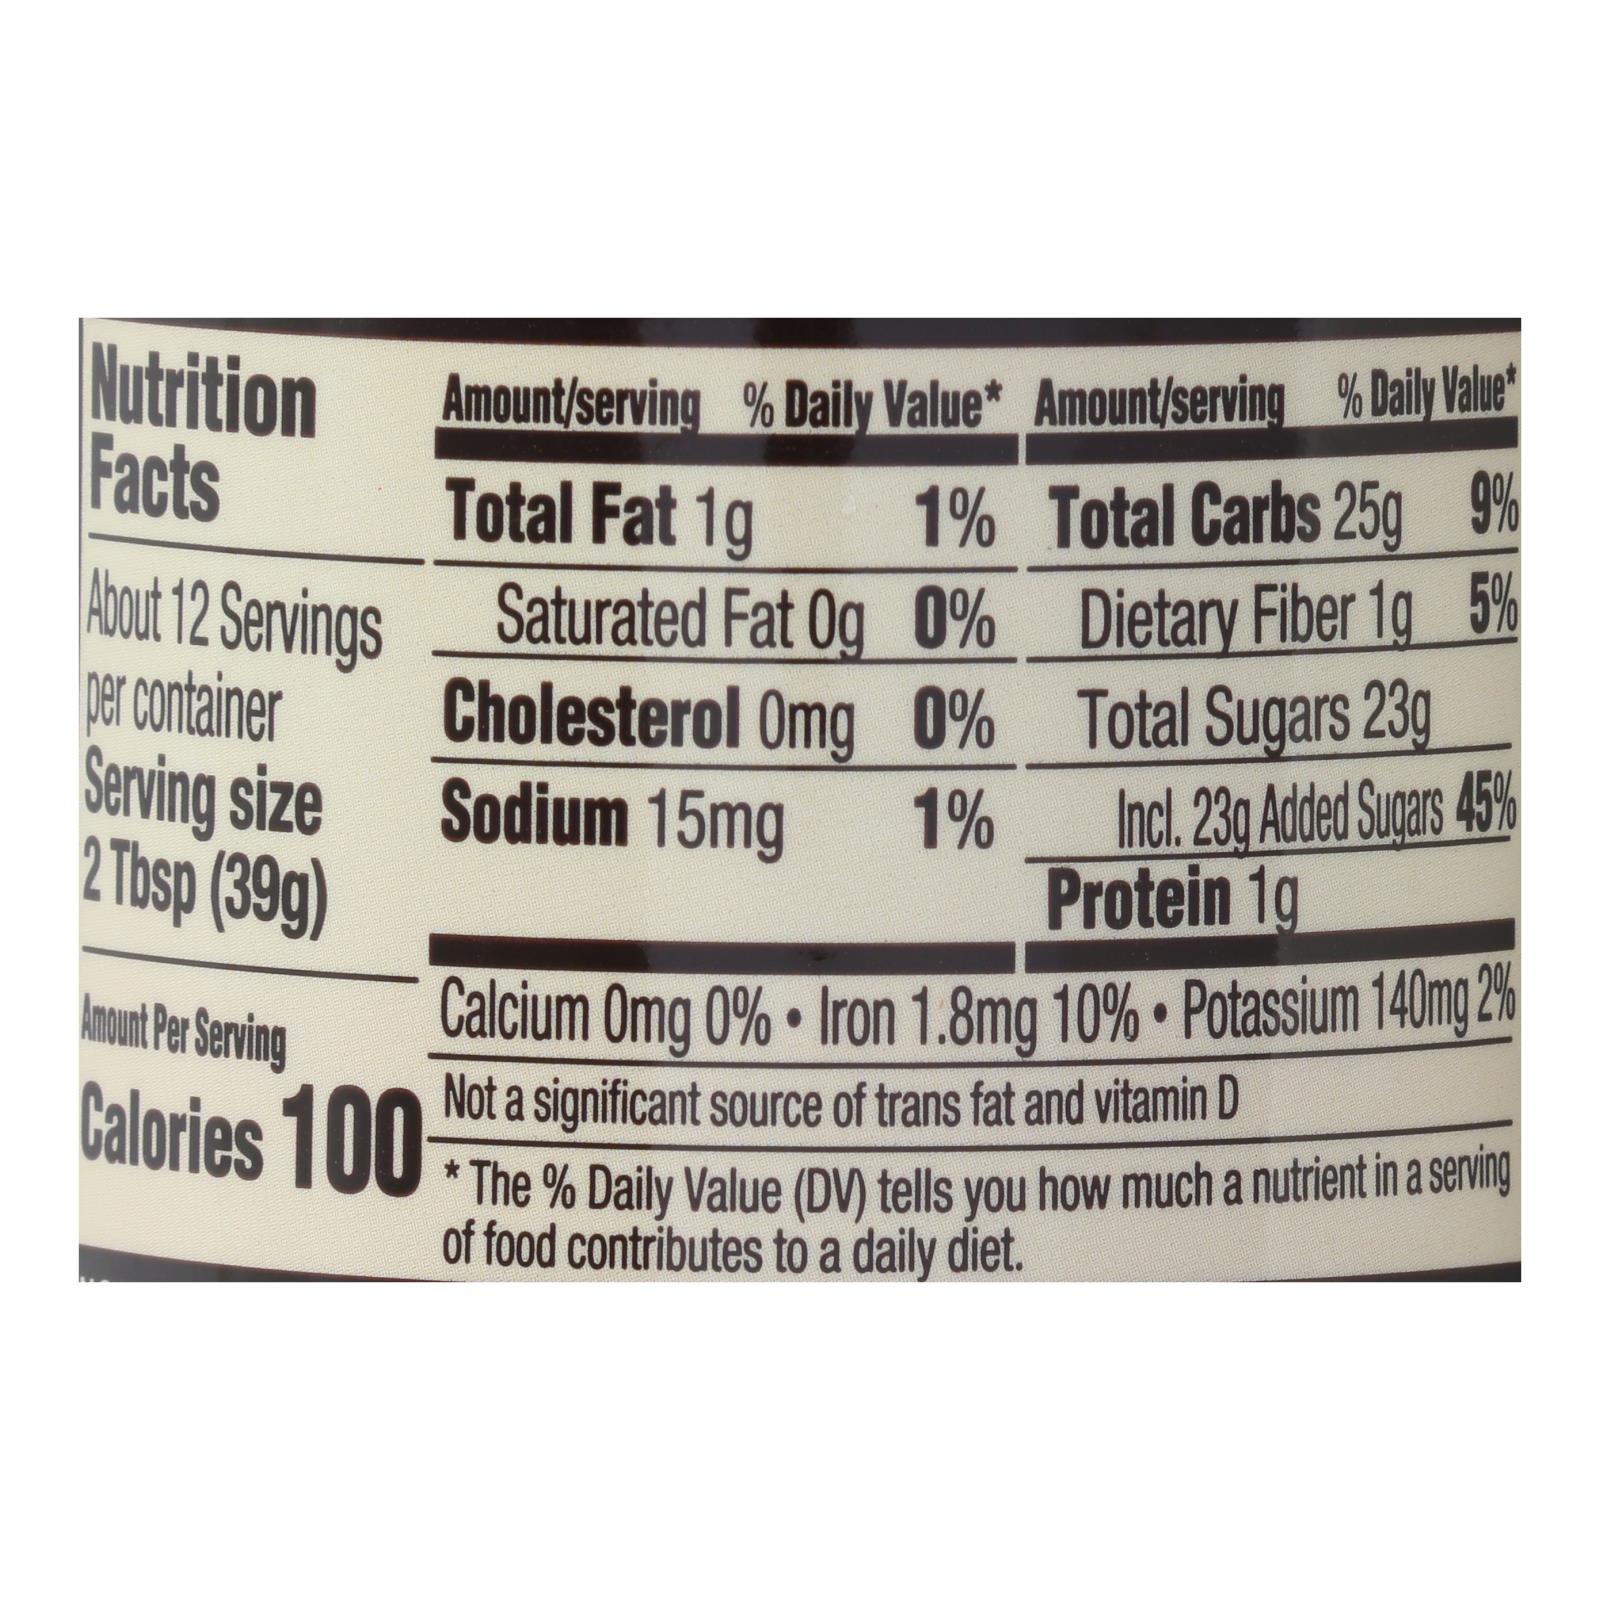 Nutrition
Facts
About 12 Servings
per container
Serving size
2 Tbsp (39g)
Amount Per Serving
Calories 100
Amount/serving % Daily Value*
Total Fat 1g 1%
Saturated Fat 0g 0%
Cholesterol 0mg 0%
Sodium 15mg 1%
Amount/serving % Daily Value*
Total Carbs 25g 9%
Dietary Fiber 1g 5%
Total Sugars 23g
Incl. 23g Added Sugars 45%
Protein 1g
Calcium 0mg 0% • Iron 1.8mg 10% • Potassium 140mg 2%
Not a significant source of trans fat and vitamin D
* The % Daily Value (DV) tells you how much a nutrient in a serving
of food contributes to a daily diet.